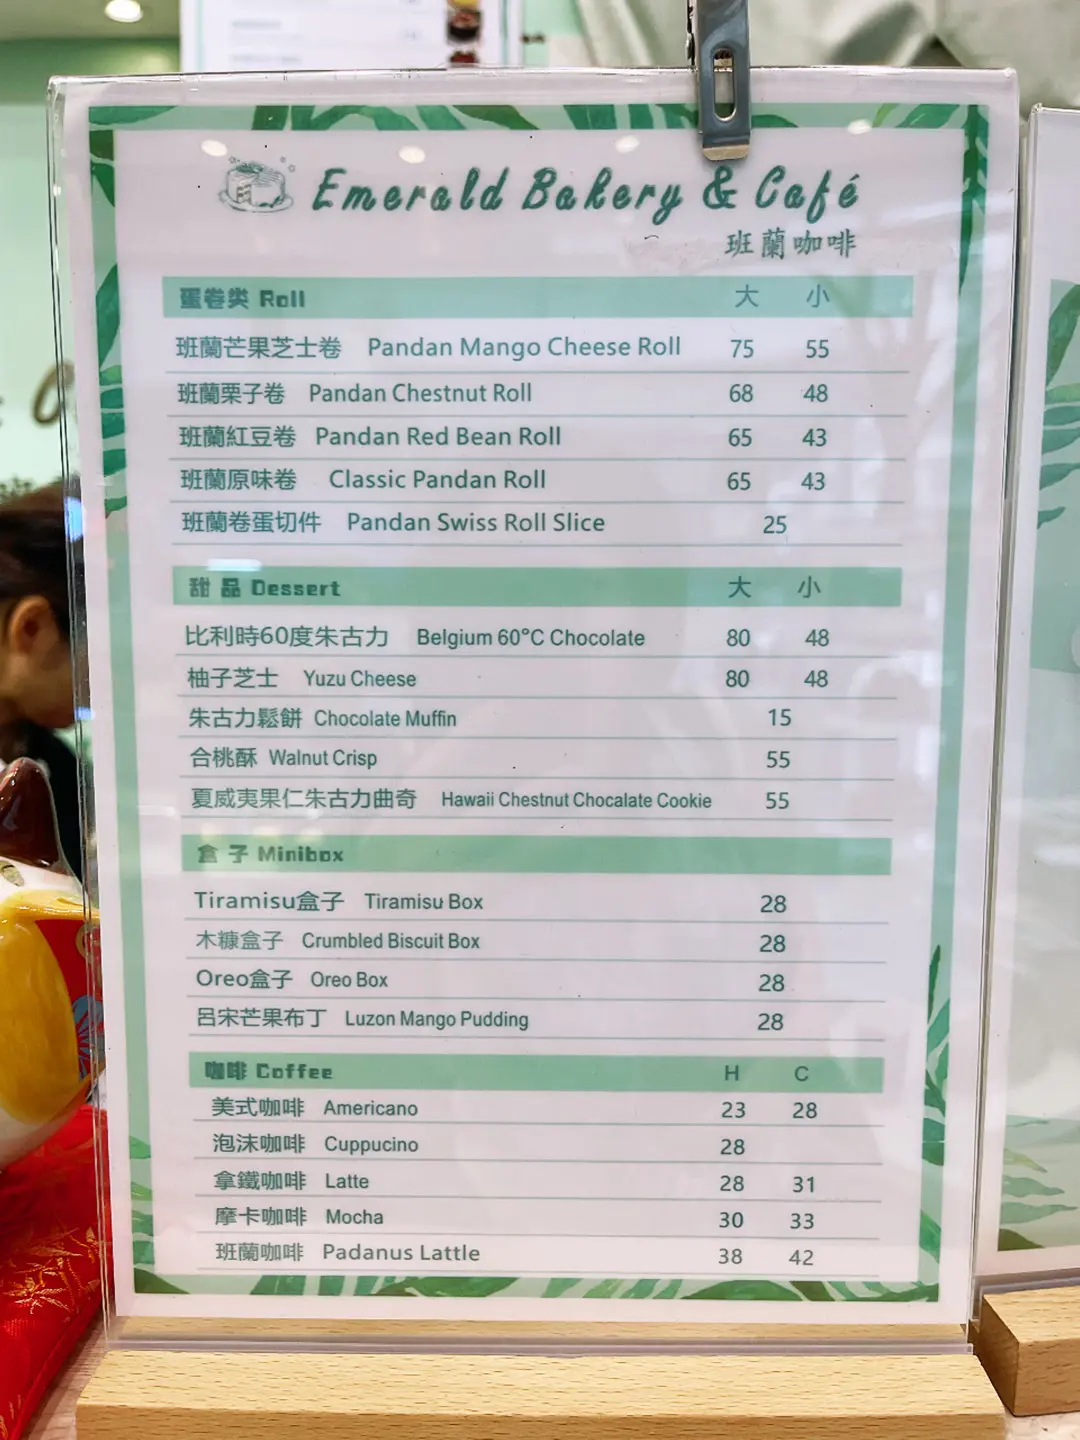 Emerald Bakery & Café
班蘭咖啡
蛋卷类 Roll 大 小
班蘭芒果芝士卷 Pandan Mango Cheese Roll 75 55
班蘭栗子卷 Pandan Chestnut Roll 68 48
班蘭紅豆卷 Pandan Red Bean Roll 65 43
班蘭原味卷 Classic Pandan Roll 65 43
班蘭卷蛋切件 Pandan Swiss Roll Slice 25
甜 品 Dessert 大 小
比利時60度朱古力 Belgium 60°C Chocolate 80 48
柚子芝士 Yuzu Cheese 80 48
朱古力鬆餅 Chocolate Muffin 15
合桃酥 Walnut Crisp 55
夏威夷果仁朱古力曲奇 Hawaii Chestnut Chocalate Cookie 55
盒 子 Minibox
Tiramisu盒子 Tiramisu Box 28
木糠盒子 Crumbled Biscuit Box 28
Oreo盒子 Oreo Box 28
呂宋芒果布丁 Luzon Mango Pudding 28
咖啡 Coffee H C
美式咖啡 Americano 23 28
泡沫咖啡 Cuppucino 28
拿鐵咖啡 Latte 28 31
摩卡咖啡 Mocha 30 33
班蘭咖啡 Padanus Lattle 38 42